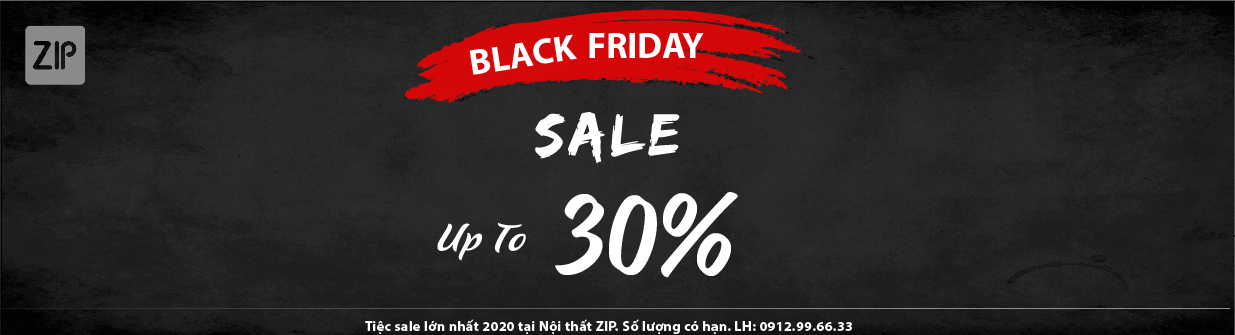 ZIP
BLACK FRIDAY
SALE
Up To 30%
Tiệc sale lớn nhất 2020 tại Nội thất ZIP. Số lượng có hạn. LH: 0912.99.66.33